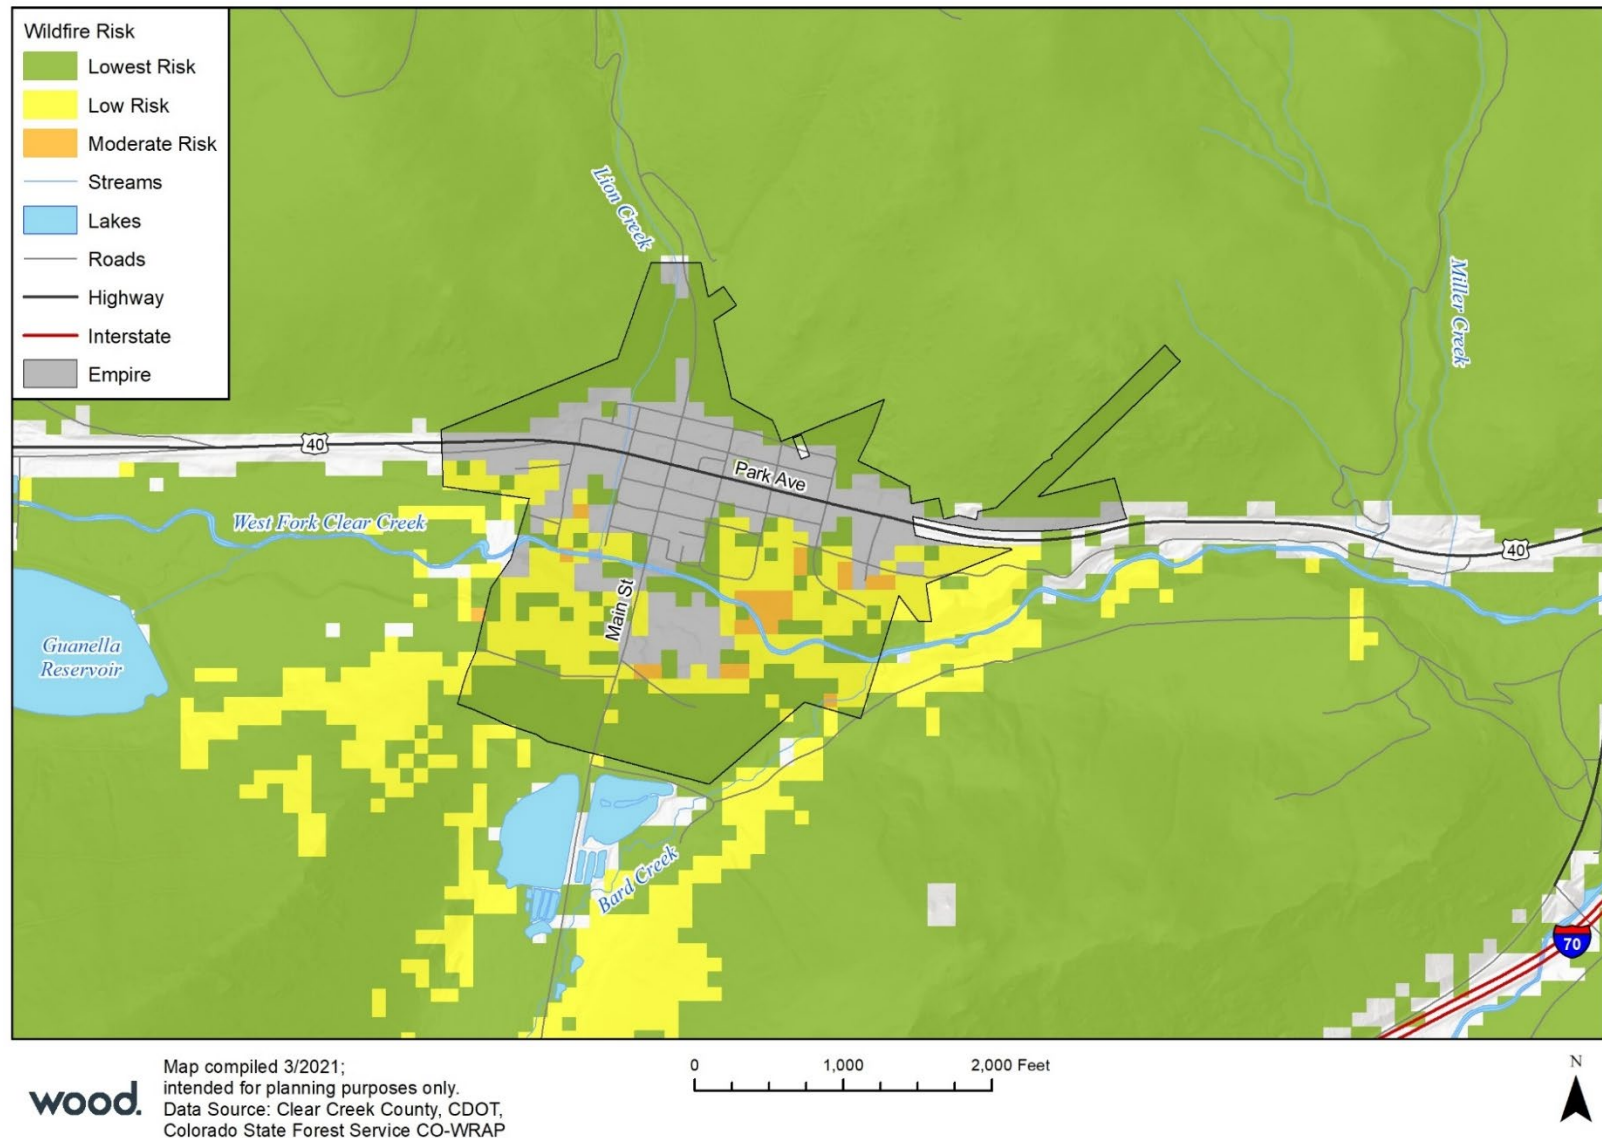 Wildfire Risk
Lowest Risk
Low Risk
Moderate Risk
Streams
Lakes
Roads
Highway
Interstate
Empire
Lion Creek
Miller Creek
40
Park Ave
West Fork Clear Creek
40
Main St
Guanella
Reservoir
Bard Creek
70
wood.
Map compiled 3/2021;
intended for planning purposes only.
Data Source: Clear Creek County, CDOT,
Colorado State Forest Service CO-WRAP
0 1,000 2,000 Feet
N